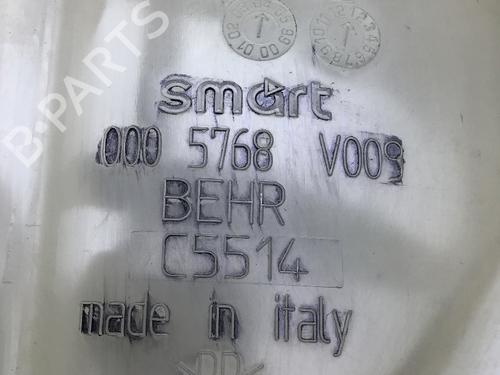 smart
000 5768 V009
BEHR
C5514
made in italy
B-PARTS